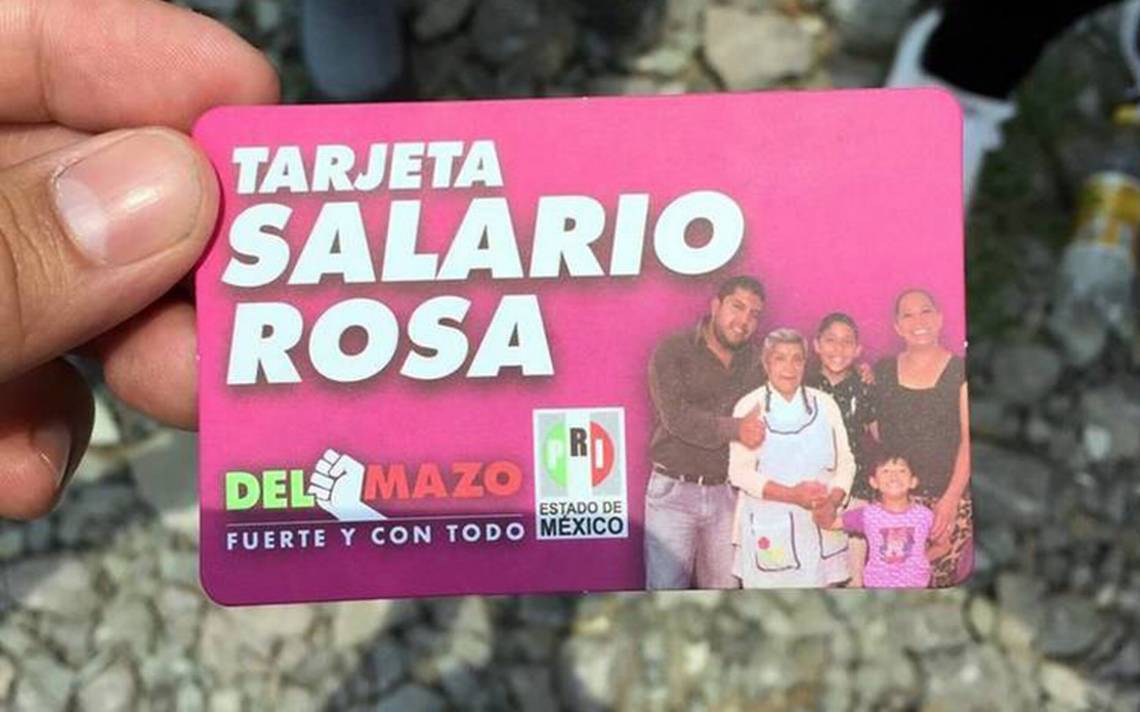 TARJETA
SALARIO
ROSA
DEL MAZO
FUERTE Y CON TODO
PRI
ESTADO DE
MÉXICO